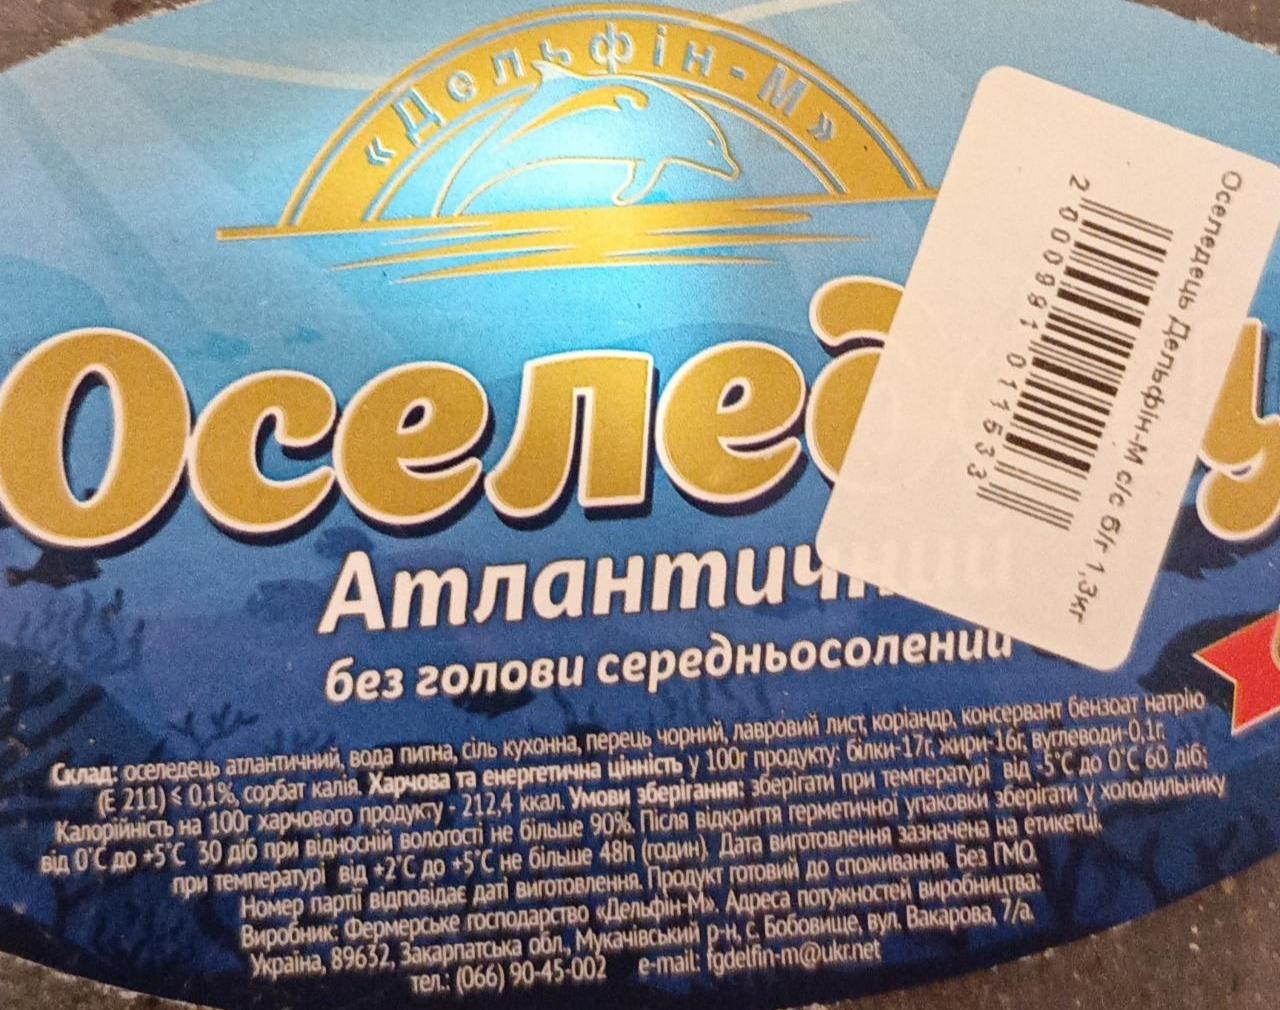 «Дельфін-М»
Оселед
Атлантичний
без голови середньосолений
Склад: оселедець атлантичний, вода питна, сіль кухонна, перець чорний, лавровий лист, коріандр, консервант бензоат натрію
(Е 211) ≤ 0,1%, сорбат калія. Харчова та енергетична цінність у 100г продукту: білки-17г, жири-16г, вуглеводи-0,1г.
Калорійність на 100г харчового продукту - 212,4 ккал. Умови зберігання: зберігати при температурі від -5°С до 0°С 60 діб;
від 0°С до +5°С 30 діб при відносній вологості не більше 90%. Після відкриття герметичної упаковки зберігати у холодильнику
при температурі від +2°С до +5°С не більше 48h (годин). Дата виготовлення зазначена на етикетці.
Номер партії відповідає даті виготовлення. Продукт готовий до споживання. Без ГМО.
Виробник: Фермерське господарство «Дельфін-М». Адреса потужностей виробництва:
Україна, 89632, Закарпатська обл., Мукачівський р-н, с. Бобовище, вул. Вакарова, 7/а.
тел.: (066) 90-45-002 e-mail: fgdelfin-m@ukr.net
Оселедець Дельфін-М с/с б/г 1,3кг
2 000991 011533